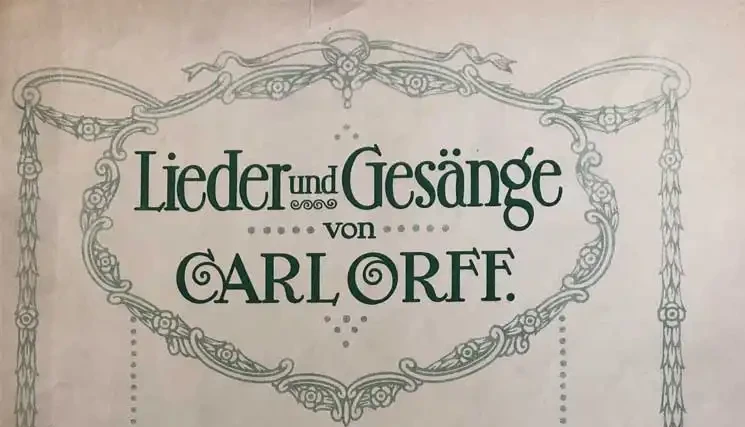 Lieder und Gesänge
von
CARL ORFF.